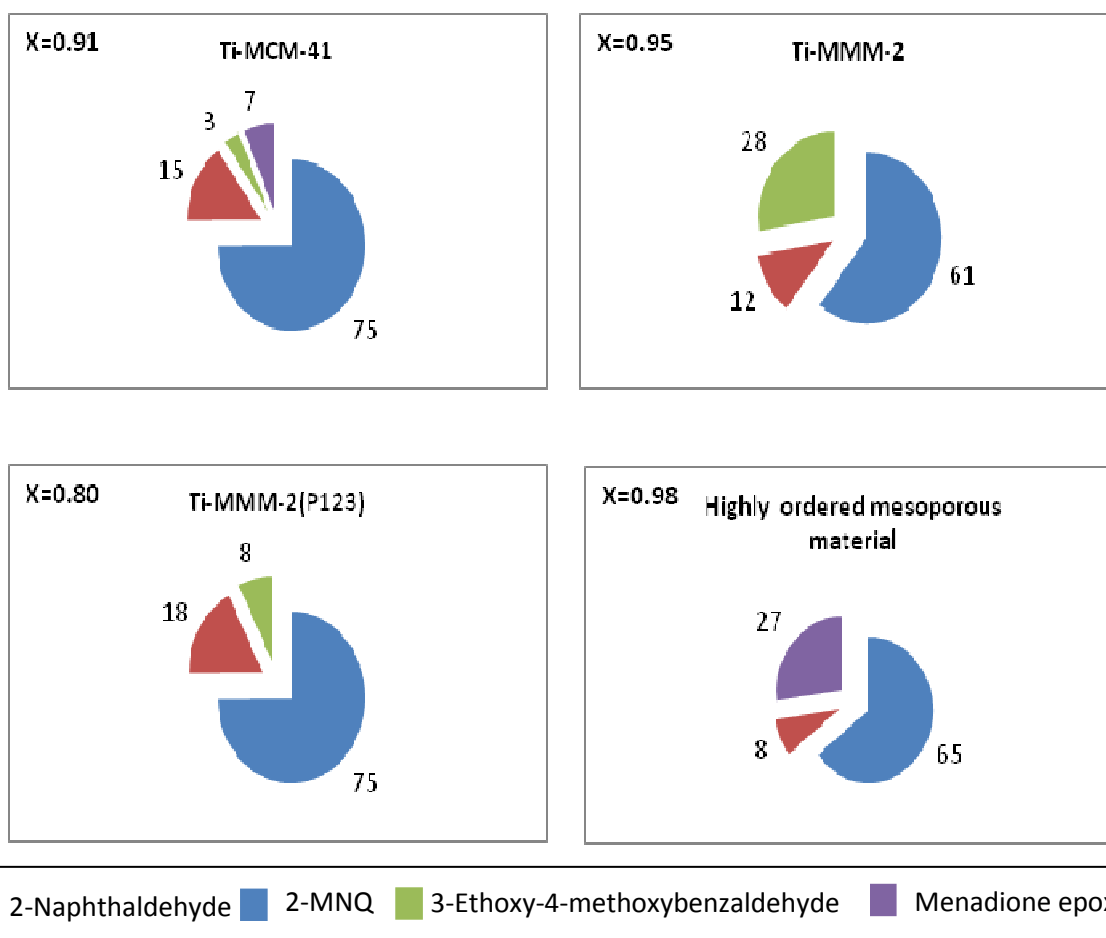 X=0.91
Ti-MCM-41
7
3
15
75
X=0.95
Ti-MMM-2
28
61
12
X=0.80
Ti-MMM-2(P123)
8
18
75
X=0.98
Highly ordered mesoporous
material
27
8
65
2-Naphthaldehyde 2-MNQ 3-Ethoxy-4-methoxybenzaldehyde Menadione epox